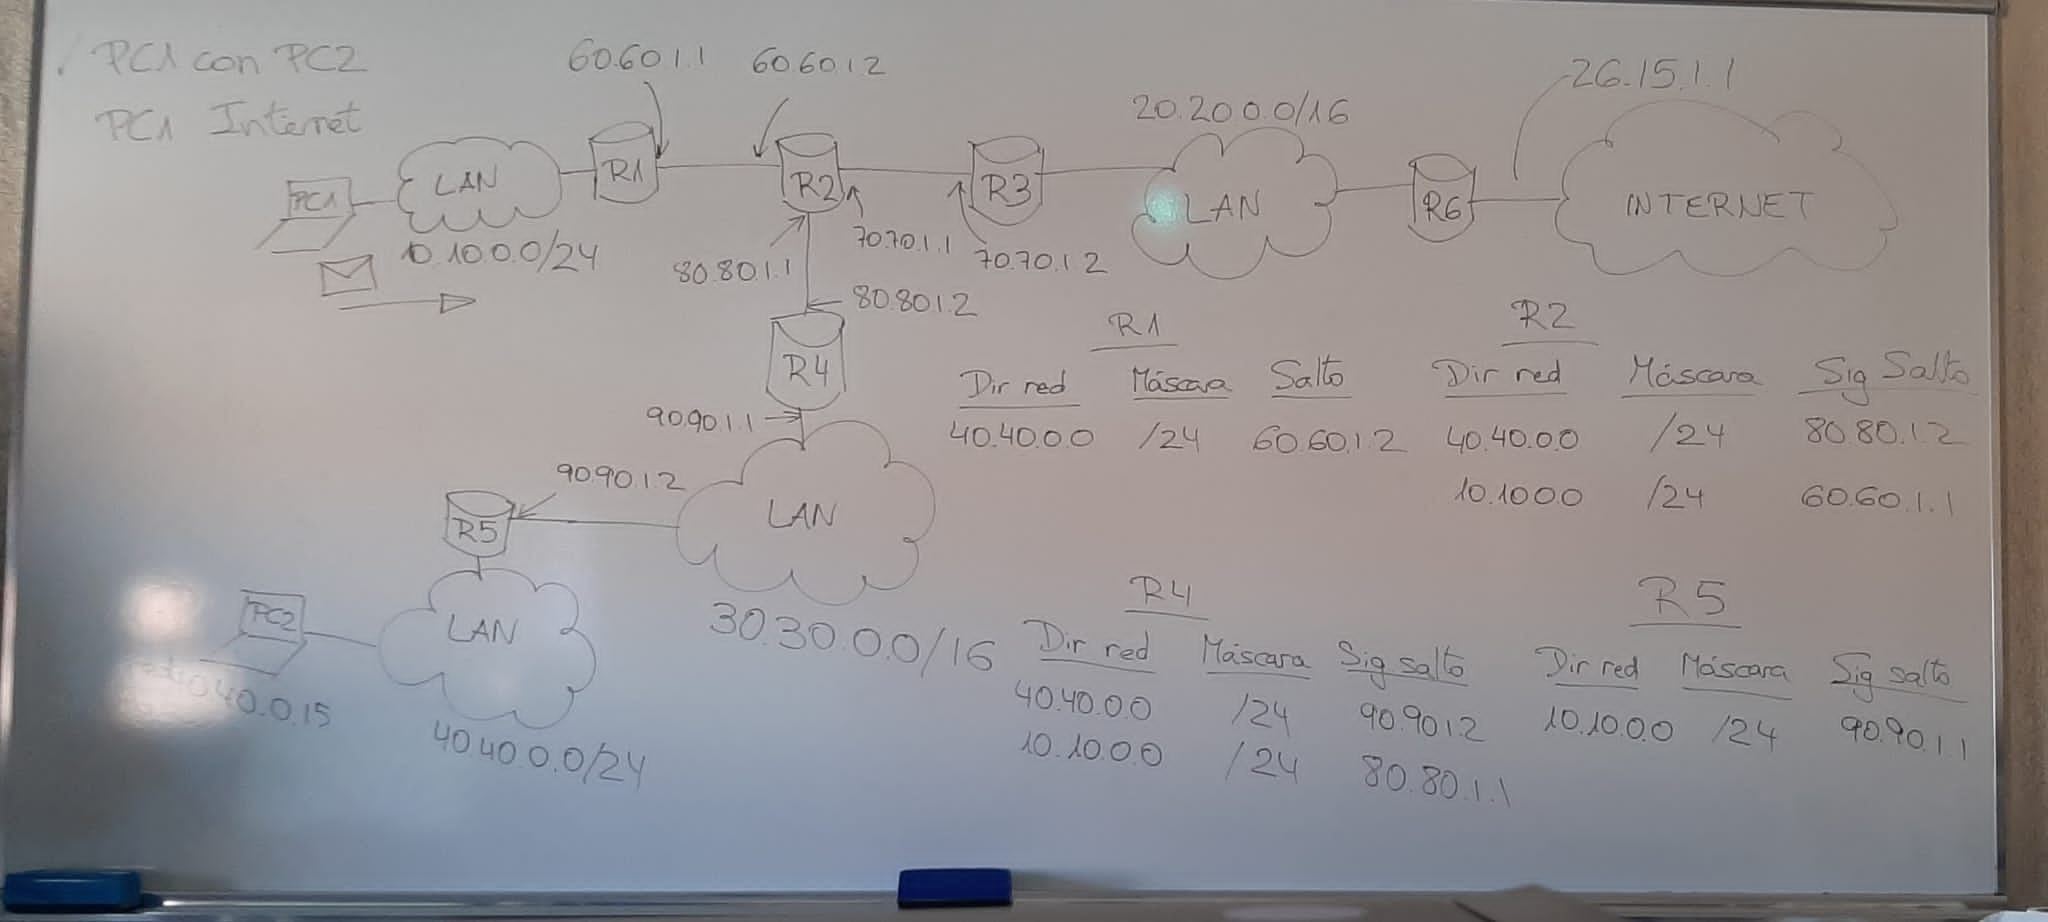 PC1 con PC2
PC1 Internet
60.60.1.1
60.60.1.2
20.20.0.0/16
26.15.1.1
PC1
LAN
R1
R2
R3
LAN
R6
INTERNET
10.10.0.0/24
80.80.1.1
70.70.1.1
70.70.1.2
80.80.1.2
R4
90.90.1.1
90.90.1.2
R5
LAN
30.30.0.0/16
PC2
LAN
40.0.15
40.40.0.0/24
R1
Dir red Máscara Salto
40.40.0.0 /24 60.60.1.2
R2
Dir red Máscara Sig Salto
40.40.0.0 /24 80.80.1.2
10.10.0.0 /24 60.60.1.1
R4
Dir red Máscara Sig salto
40.40.0.0 /24 90.90.1.2
10.10.0.0 /24 80.80.1.1
R5
Dir red Máscara Sig salto
10.10.0.0 /24 90.90.1.1